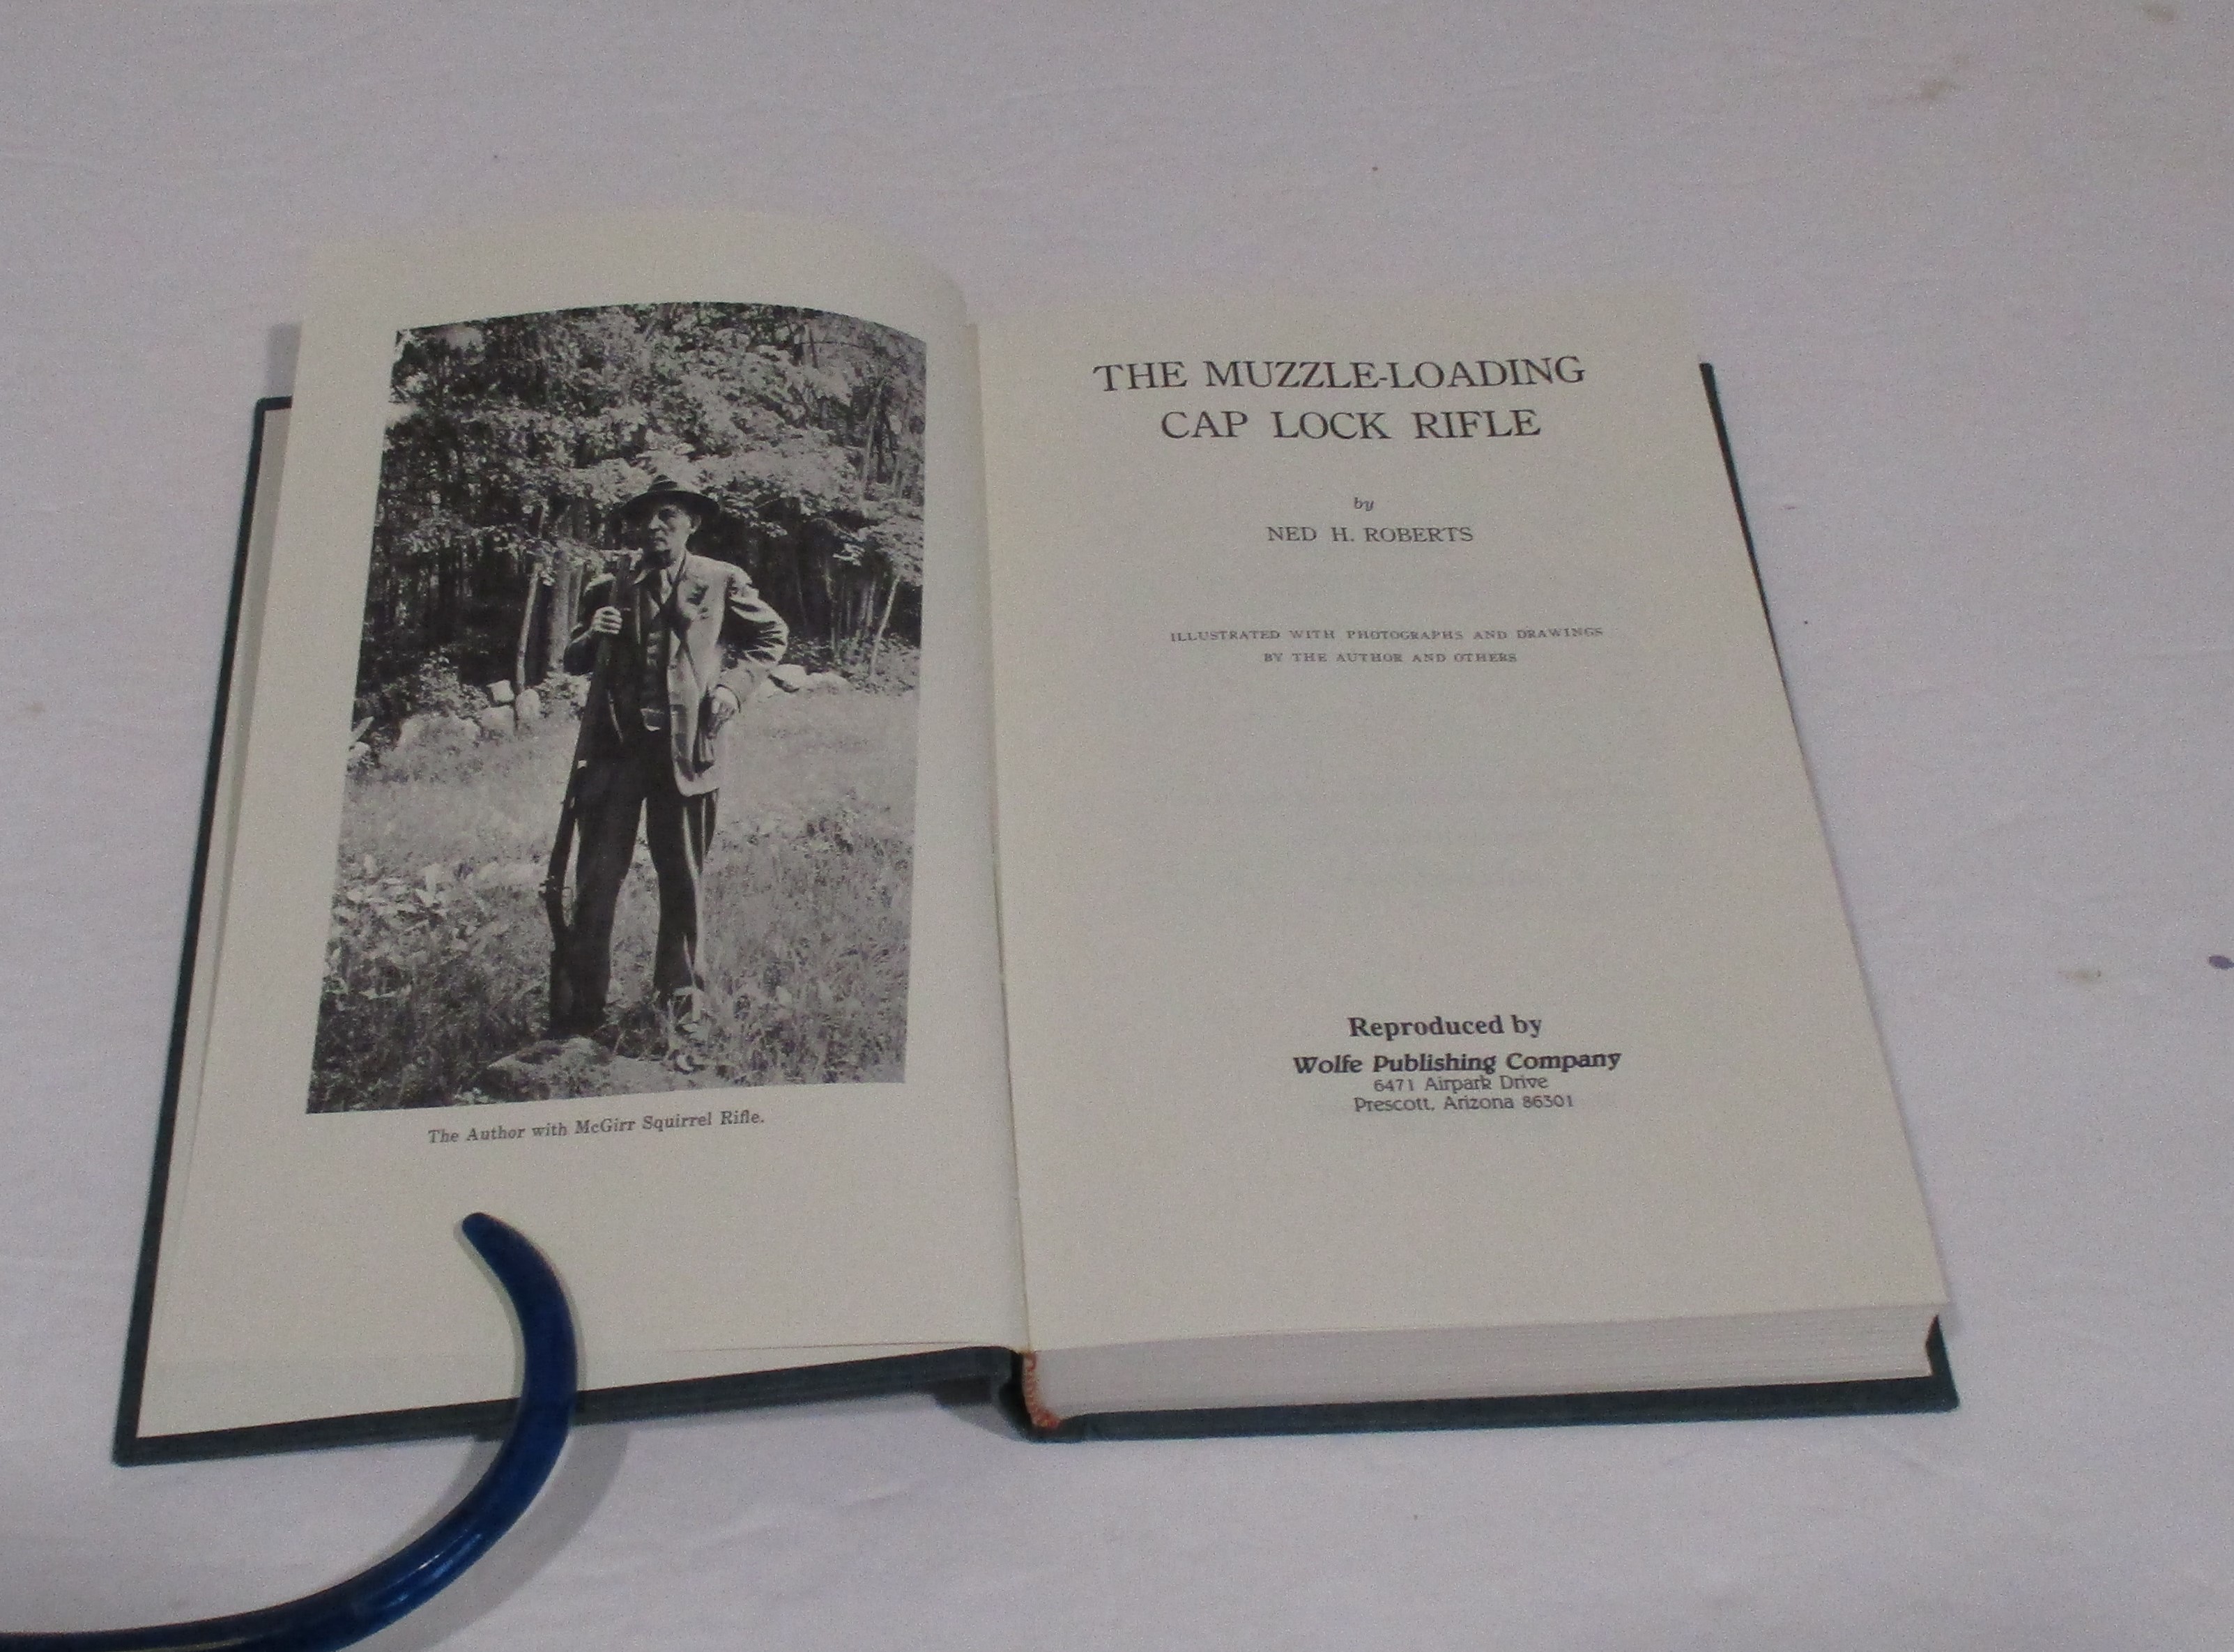 The Author with McGirr Squirrel Rifle.
THE MUZZLE-LOADING
CAP LOCK RIFLE
by
NED H. ROBERTS
ILLUSTRATED WITH PHOTOGRAPHS AND DRAWINGS
BY THE AUTHOR AND OTHERS
Reproduced by
Wolfe Publishing Company
6471 Airpark Drive
Prescott, Arizona 86301